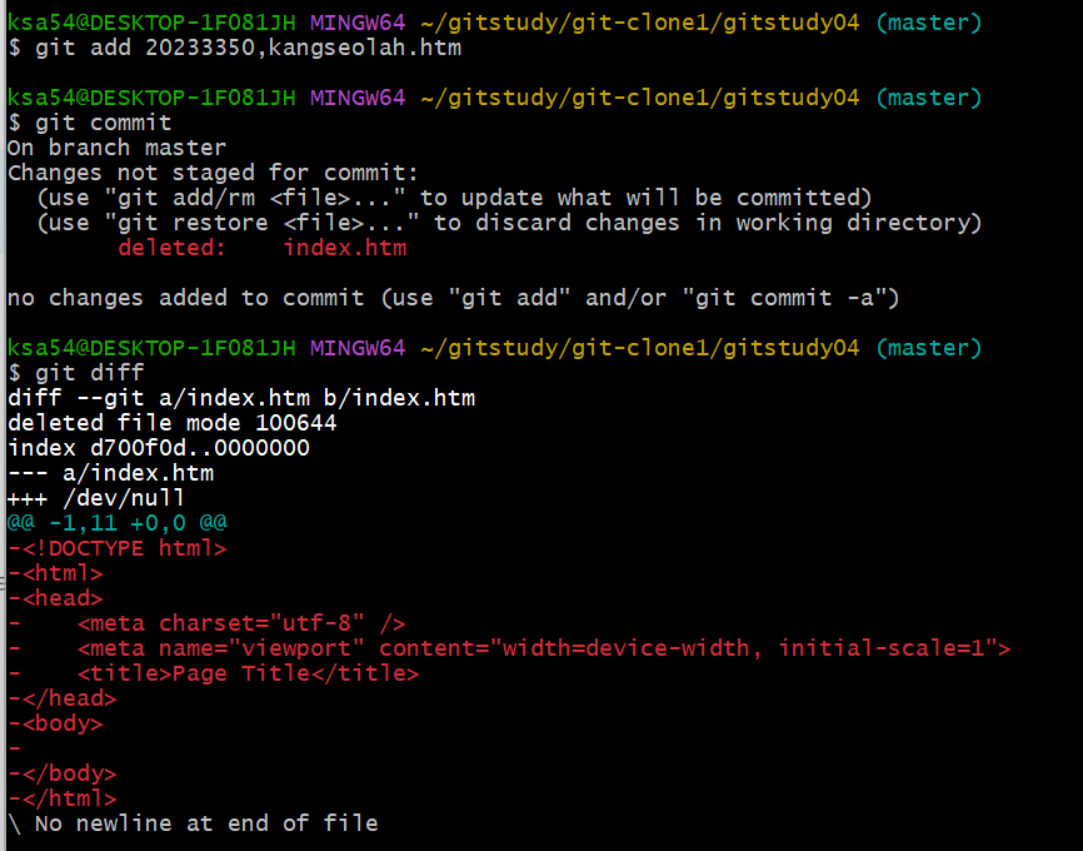 ksa54@DESKTOP-1F081JH MINGW64 ~/gitstudy/git-clone1/gitstudy04 (master)
$ git add 20233350,kangseolah.htm

ksa54@DESKTOP-1F081JH MINGW64 ~/gitstudy/git-clone1/gitstudy04 (master)
$ git commit
On branch master
Changes not staged for commit:
  (use "git add/rm <file>..." to update what will be committed)
  (use "git restore <file>..." to discard changes in working directory)
        deleted:    index.htm

no changes added to commit (use "git add" and/or "git commit -a")

ksa54@DESKTOP-1F081JH MINGW64 ~/gitstudy/git-clone1/gitstudy04 (master)
$ git diff
diff --git a/index.htm b/index.htm
deleted file mode 100644
index d700f0d..0000000
--- a/index.htm
+++ /dev/null
@@ -1,11 +0,0 @@
-<!DOCTYPE html>
-<html>
-<head>
-    <meta charset="utf-8" />
-    <meta name="viewport" content="width=device-width, initial-scale=1">
-    <title>Page Title</title>
-</head>
-<body>
-
-</body>
-</html>
\ No newline at end of file